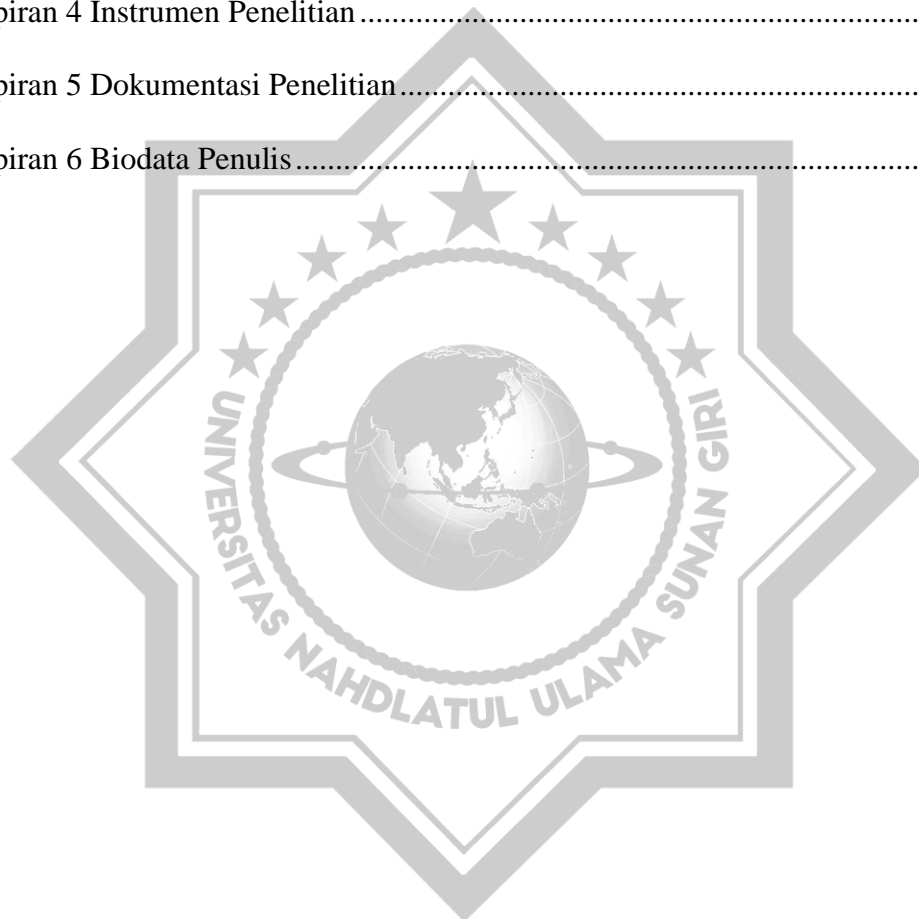 piran 4 Instrumen Penelitian
piran 5 Dokumentasi Penelitian
piran 6 Biodata Penulis
UNIVERSITAS NAHDLATUL ULAMA SUNAN GIRI